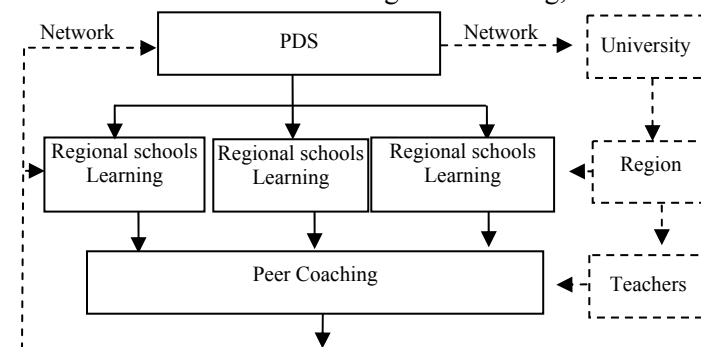 Network
PDS
Network
University
Regional schools
Learning
Regional schools
Learning
Regional schools
Learning
Region
Peer Coaching
Teachers